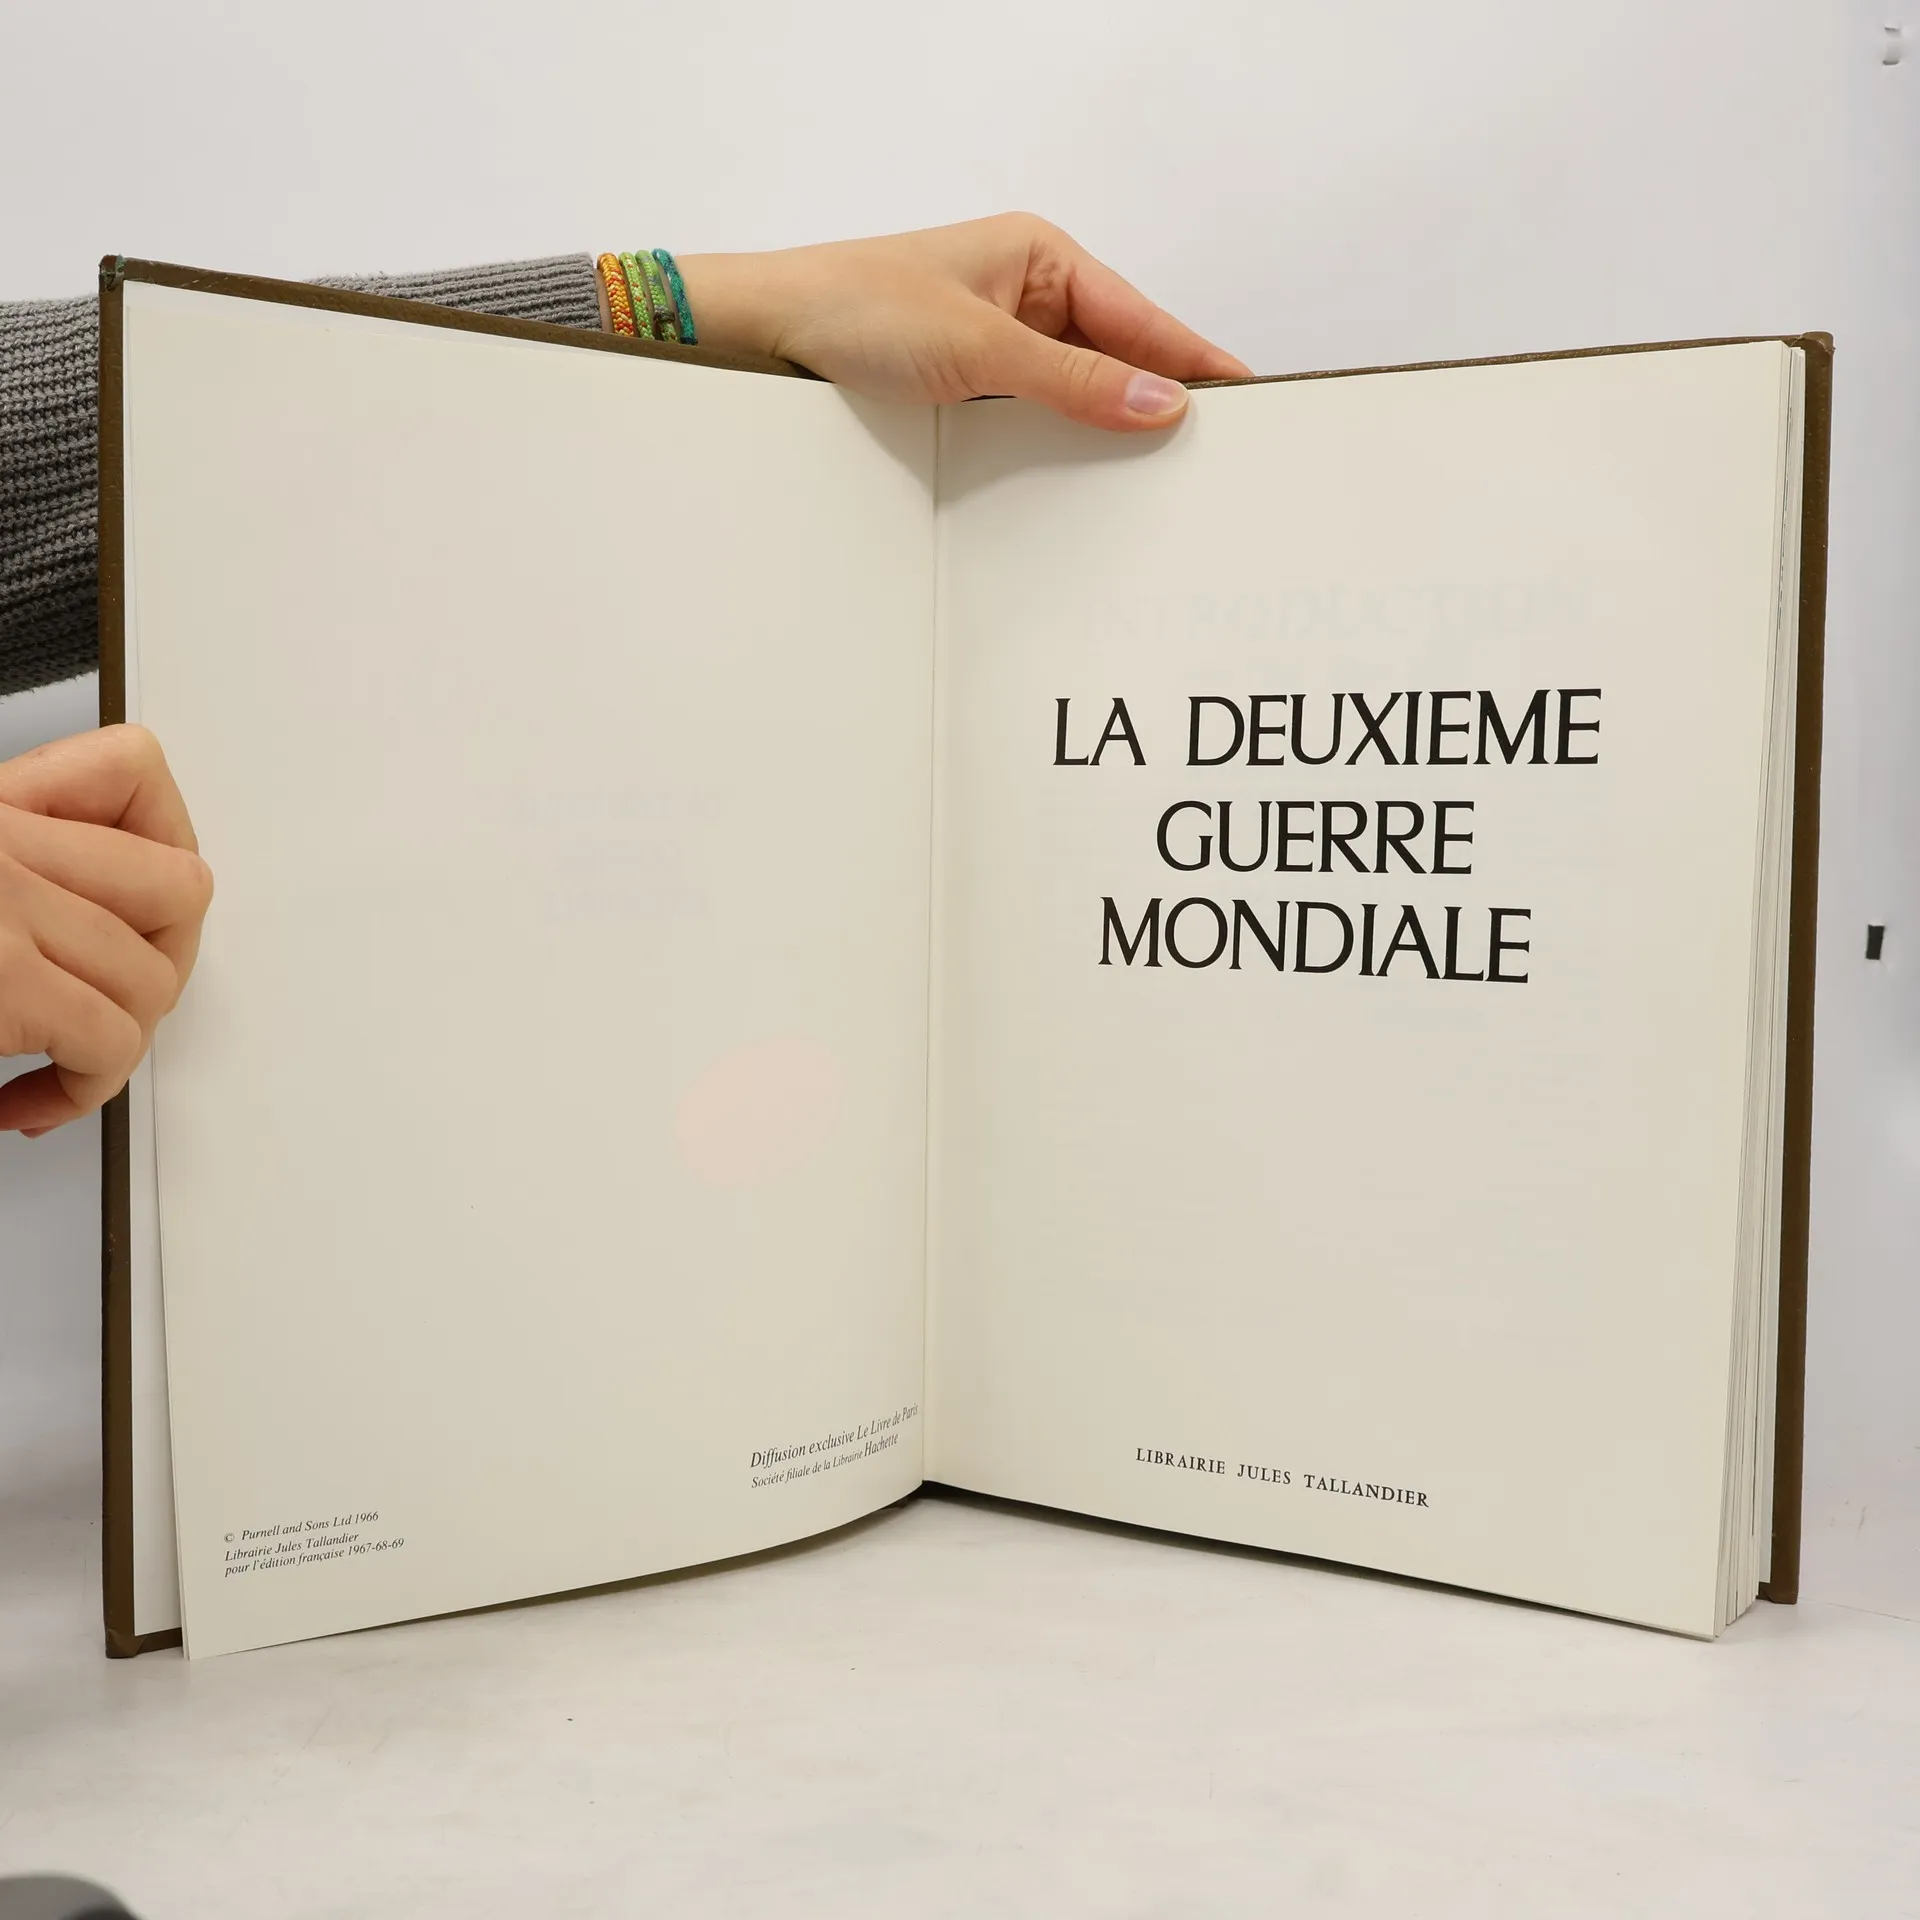 Diffusion exclusive Le Livre de Paris
Société filiale de la Librairie Hachette
© Purnell and Sons Ltd 1966
Librairie Jules Tallandier
pour l'édition française 1967-68-69
INTRODUCTION
LA DEUXIEME
GUERRE
MONDIALE
LIBRAIRIE JULES TALLANDIER